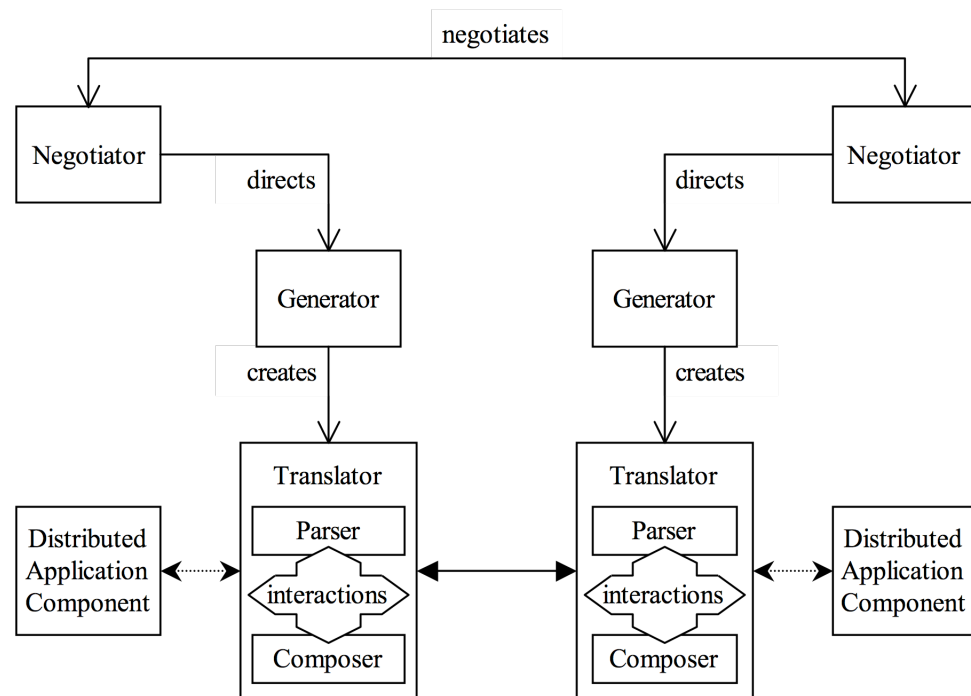 negotiates
Negotiator
Negotiator
directs
directs
Generator
Generator
creates
creates
Translator
Translator
Parser
Parser
Distributed
Application
Component
interactions
interactions
Distributed
Application
Component
Composer
Composer